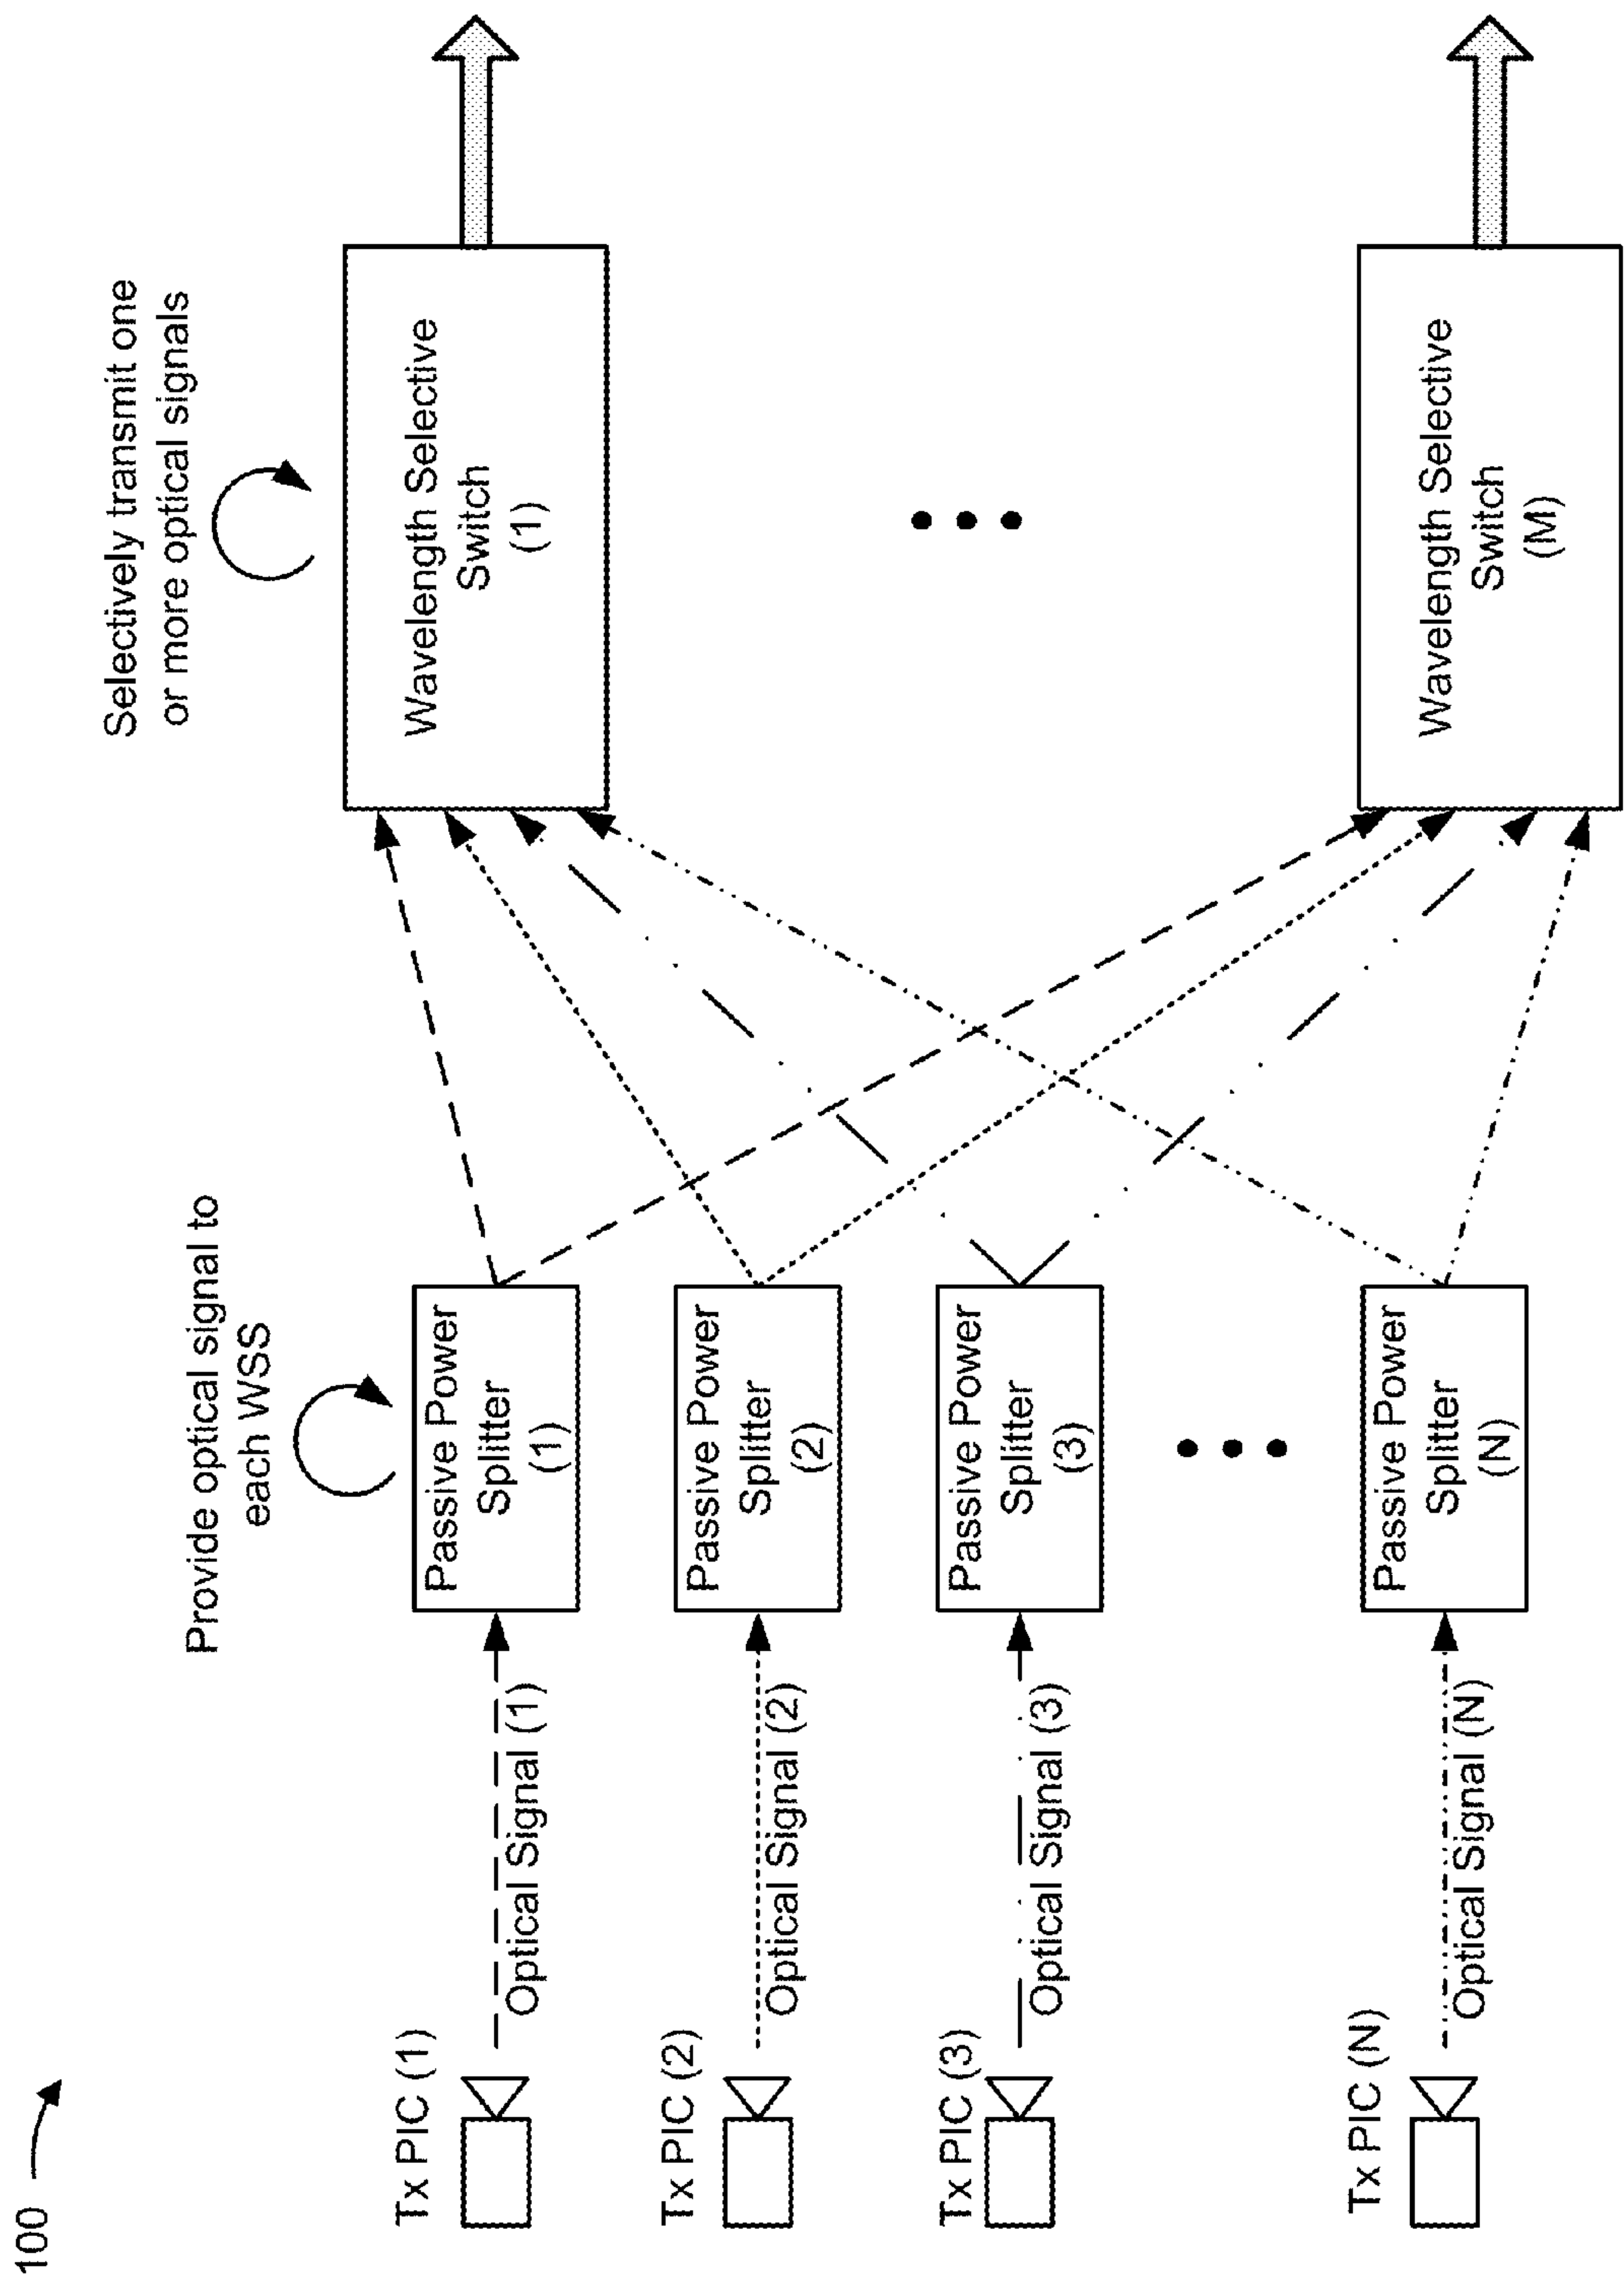 100
Tx PIC (1)
Optical Signal (1)
Tx PIC (2)
Optical Signal (2)
Tx PIC (3)
Optical Signal (3)
Tx PIC (N)
Optical Signal (N)
Provide optical signal to
each WSS
Passive Power
Splitter
(1)
Passive Power
Splitter
(2)
Passive Power
Splitter
(3)
Passive Power
Splitter
(N)
Selectively transmit one
or more optical signals
Wavelength Selective
Switch
(1)
Wavelength Selective
Switch
(M)